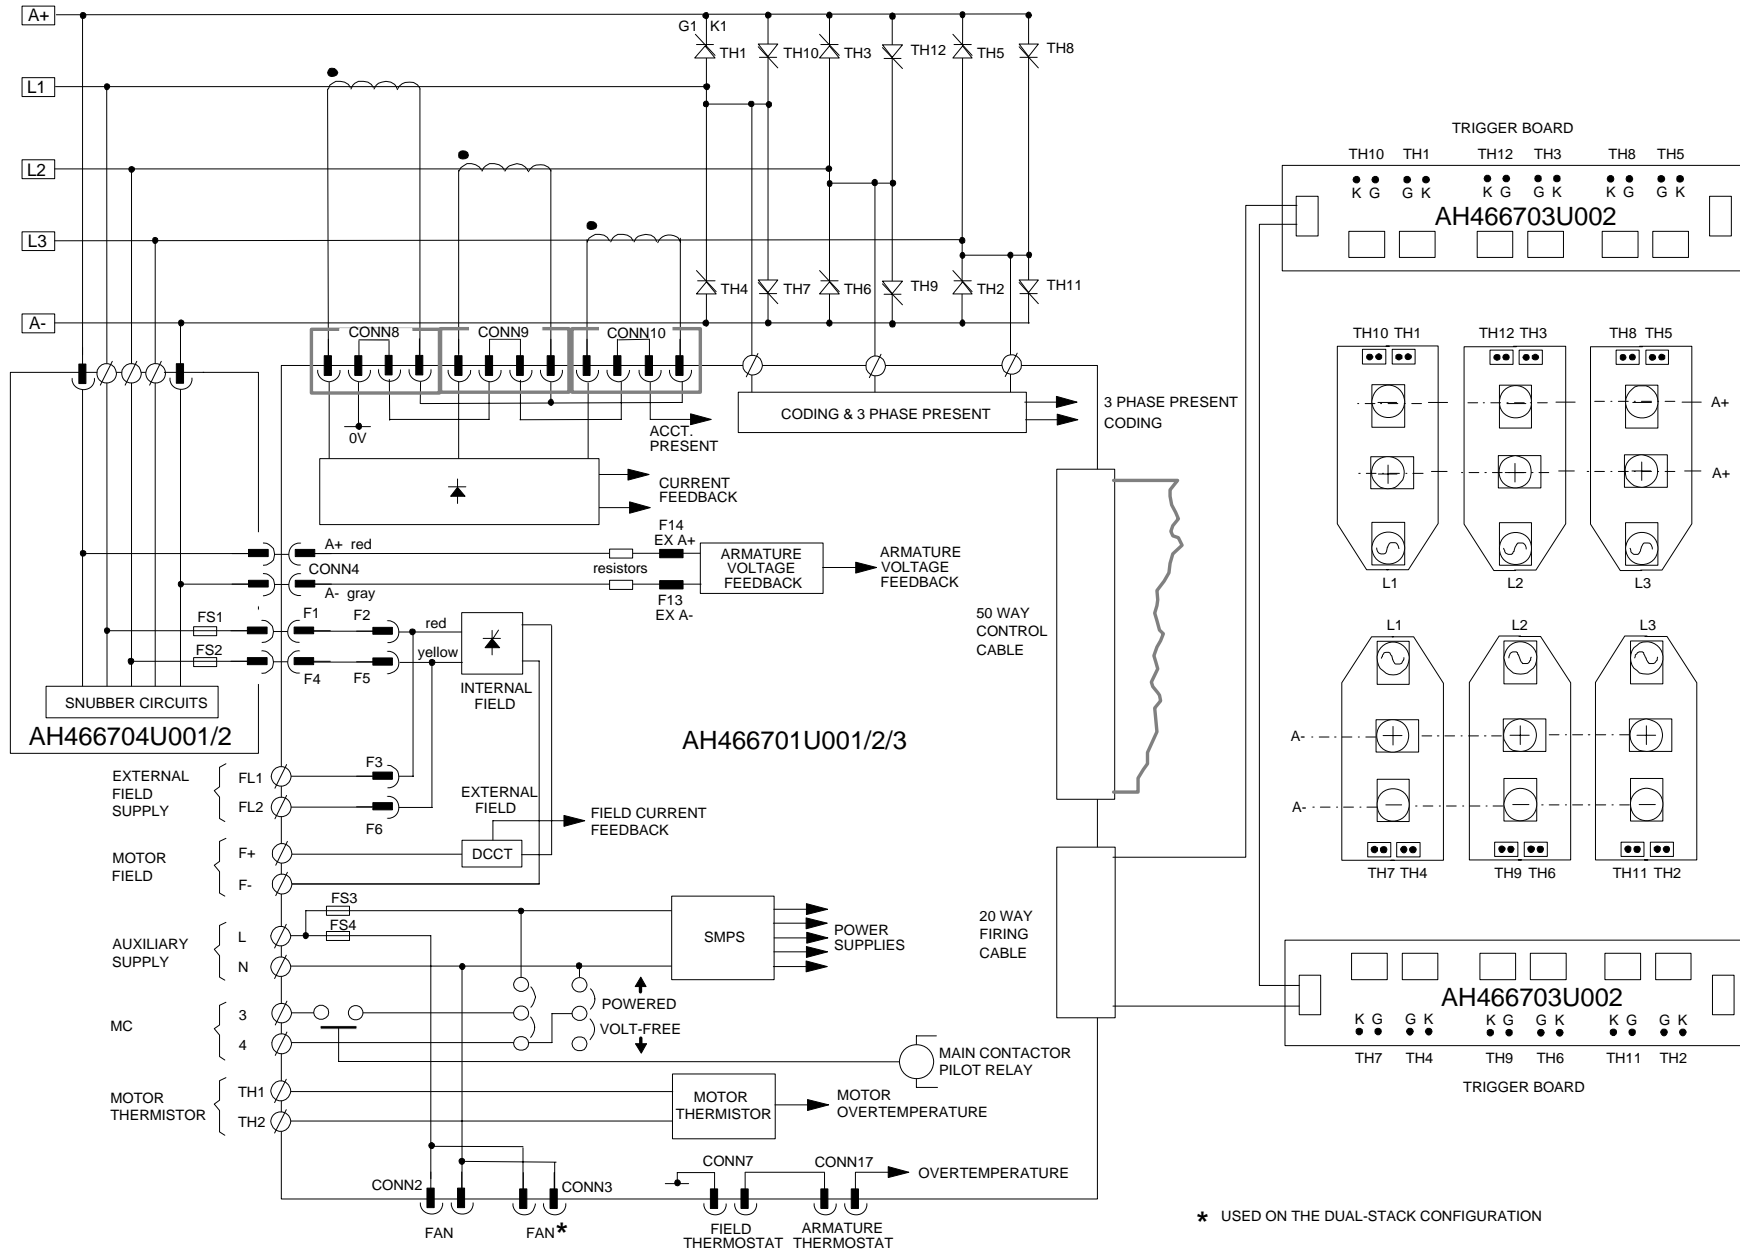 A+
G1 K1
TH1
TH10
TH3
TH12
TH5
TH8
L1
L2
L3
TH4
TH7
TH6
TH9
TH2
TH11
A-
CONN8
CONN9
CONN10
0V
ACCT.
PRESENT
CODING & 3 PHASE PRESENT
3 PHASE PRESENT
CODING
CURRENT
FEEDBACK
A+ red
CONN4
A- gray
resistors
F14
EX A+
F13
EX A-
ARMATURE
VOLTAGE
FEEDBACK
ARMATURE
VOLTAGE
FEEDBACK
FS1
FS2
F1
F2
F4
F5
red
yellow
INTERNAL
FIELD
SNUBBER CIRCUITS
AH466704U001/2
AH466701U001/2/3
50 WAY
CONTROL
CABLE
EXTERNAL
FIELD
SUPPLY
FL1
FL2
F3
F6
EXTERNAL
FIELD
DCCT
FIELD CURRENT
FEEDBACK
MOTOR
FIELD
F+
F-
FS3
FS4
AUXILIARY
SUPPLY
L
N
SMPS
POWER
SUPPLIES
20 WAY
FIRING
CABLE
MC
3
4
POWERED
VOLT-FREE
MAIN CONTACTOR
PILOT RELAY
MOTOR
THERMISTOR
TH1
TH2
MOTOR
THERMISTOR
MOTOR
OVERTEMPERATURE
CONN2
CONN3
FAN
FAN*
CONN7
CONN17
OVERTEMPERATURE
FIELD
THERMOSTAT
ARMATURE
THERMOSTAT
TRIGGER BOARD
TH10 TH1 TH12 TH3 TH8 TH5
K G G K K G G K K G G K
AH466703U002
TH10 TH1 TH12 TH3 TH8 TH5
A+
A+
L1 L2 L3
L1 L2 L3
A-
A-
TH7 TH4 TH9 TH6 TH11 TH2
AH466703U002
K G G K K G G K K G G K
TH7 TH4 TH9 TH6 TH11 TH2
TRIGGER BOARD
* USED ON THE DUAL-STACK CONFIGURATION